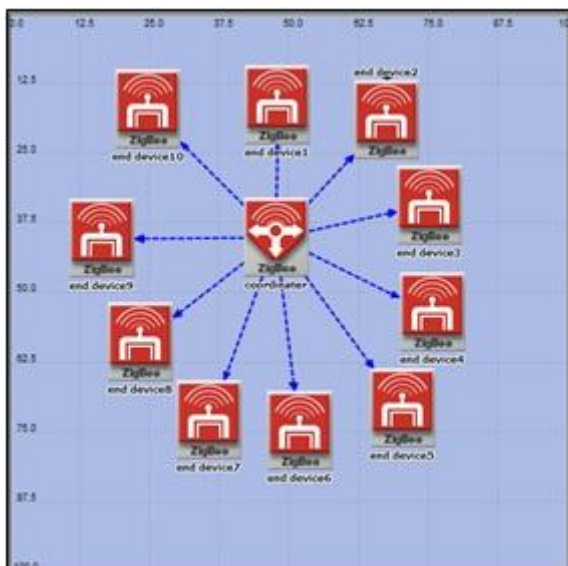 0.0 12.5 25.0 37.5 50.0 62.5 75.0 87.5
12.5
25.0
37.5
50.0
62.5
75.0
87.5
ZigBee
end device10
ZigBee
end device1
end device2
ZigBee
ZigBee
end device3
ZigBee
coordinater
ZigBee
end device9
ZigBee
end device4
ZigBee
end device8
ZigBee
end device5
ZigBee
end device7
ZigBee
end device6